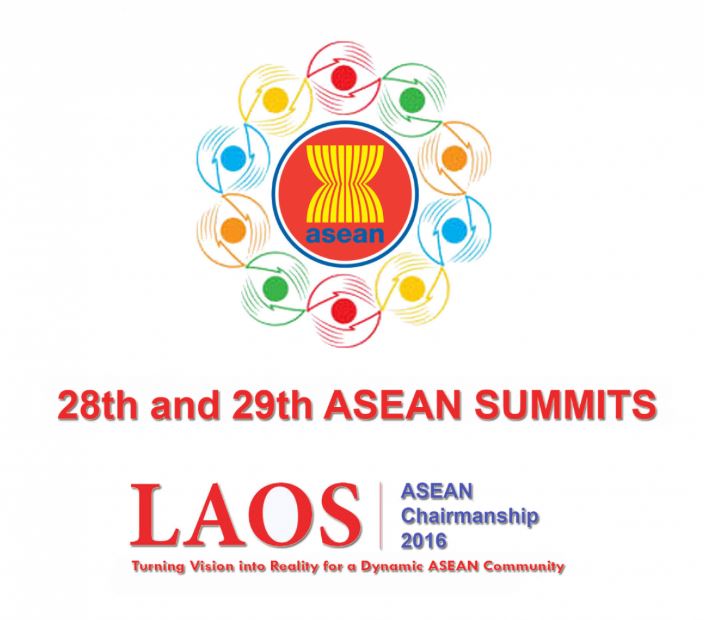 asean
28th and 29th ASEAN SUMMITS
LAOS
ASEAN
Chairmanship
2016
Turning Vision into Reality for a Dynamic ASEAN Community